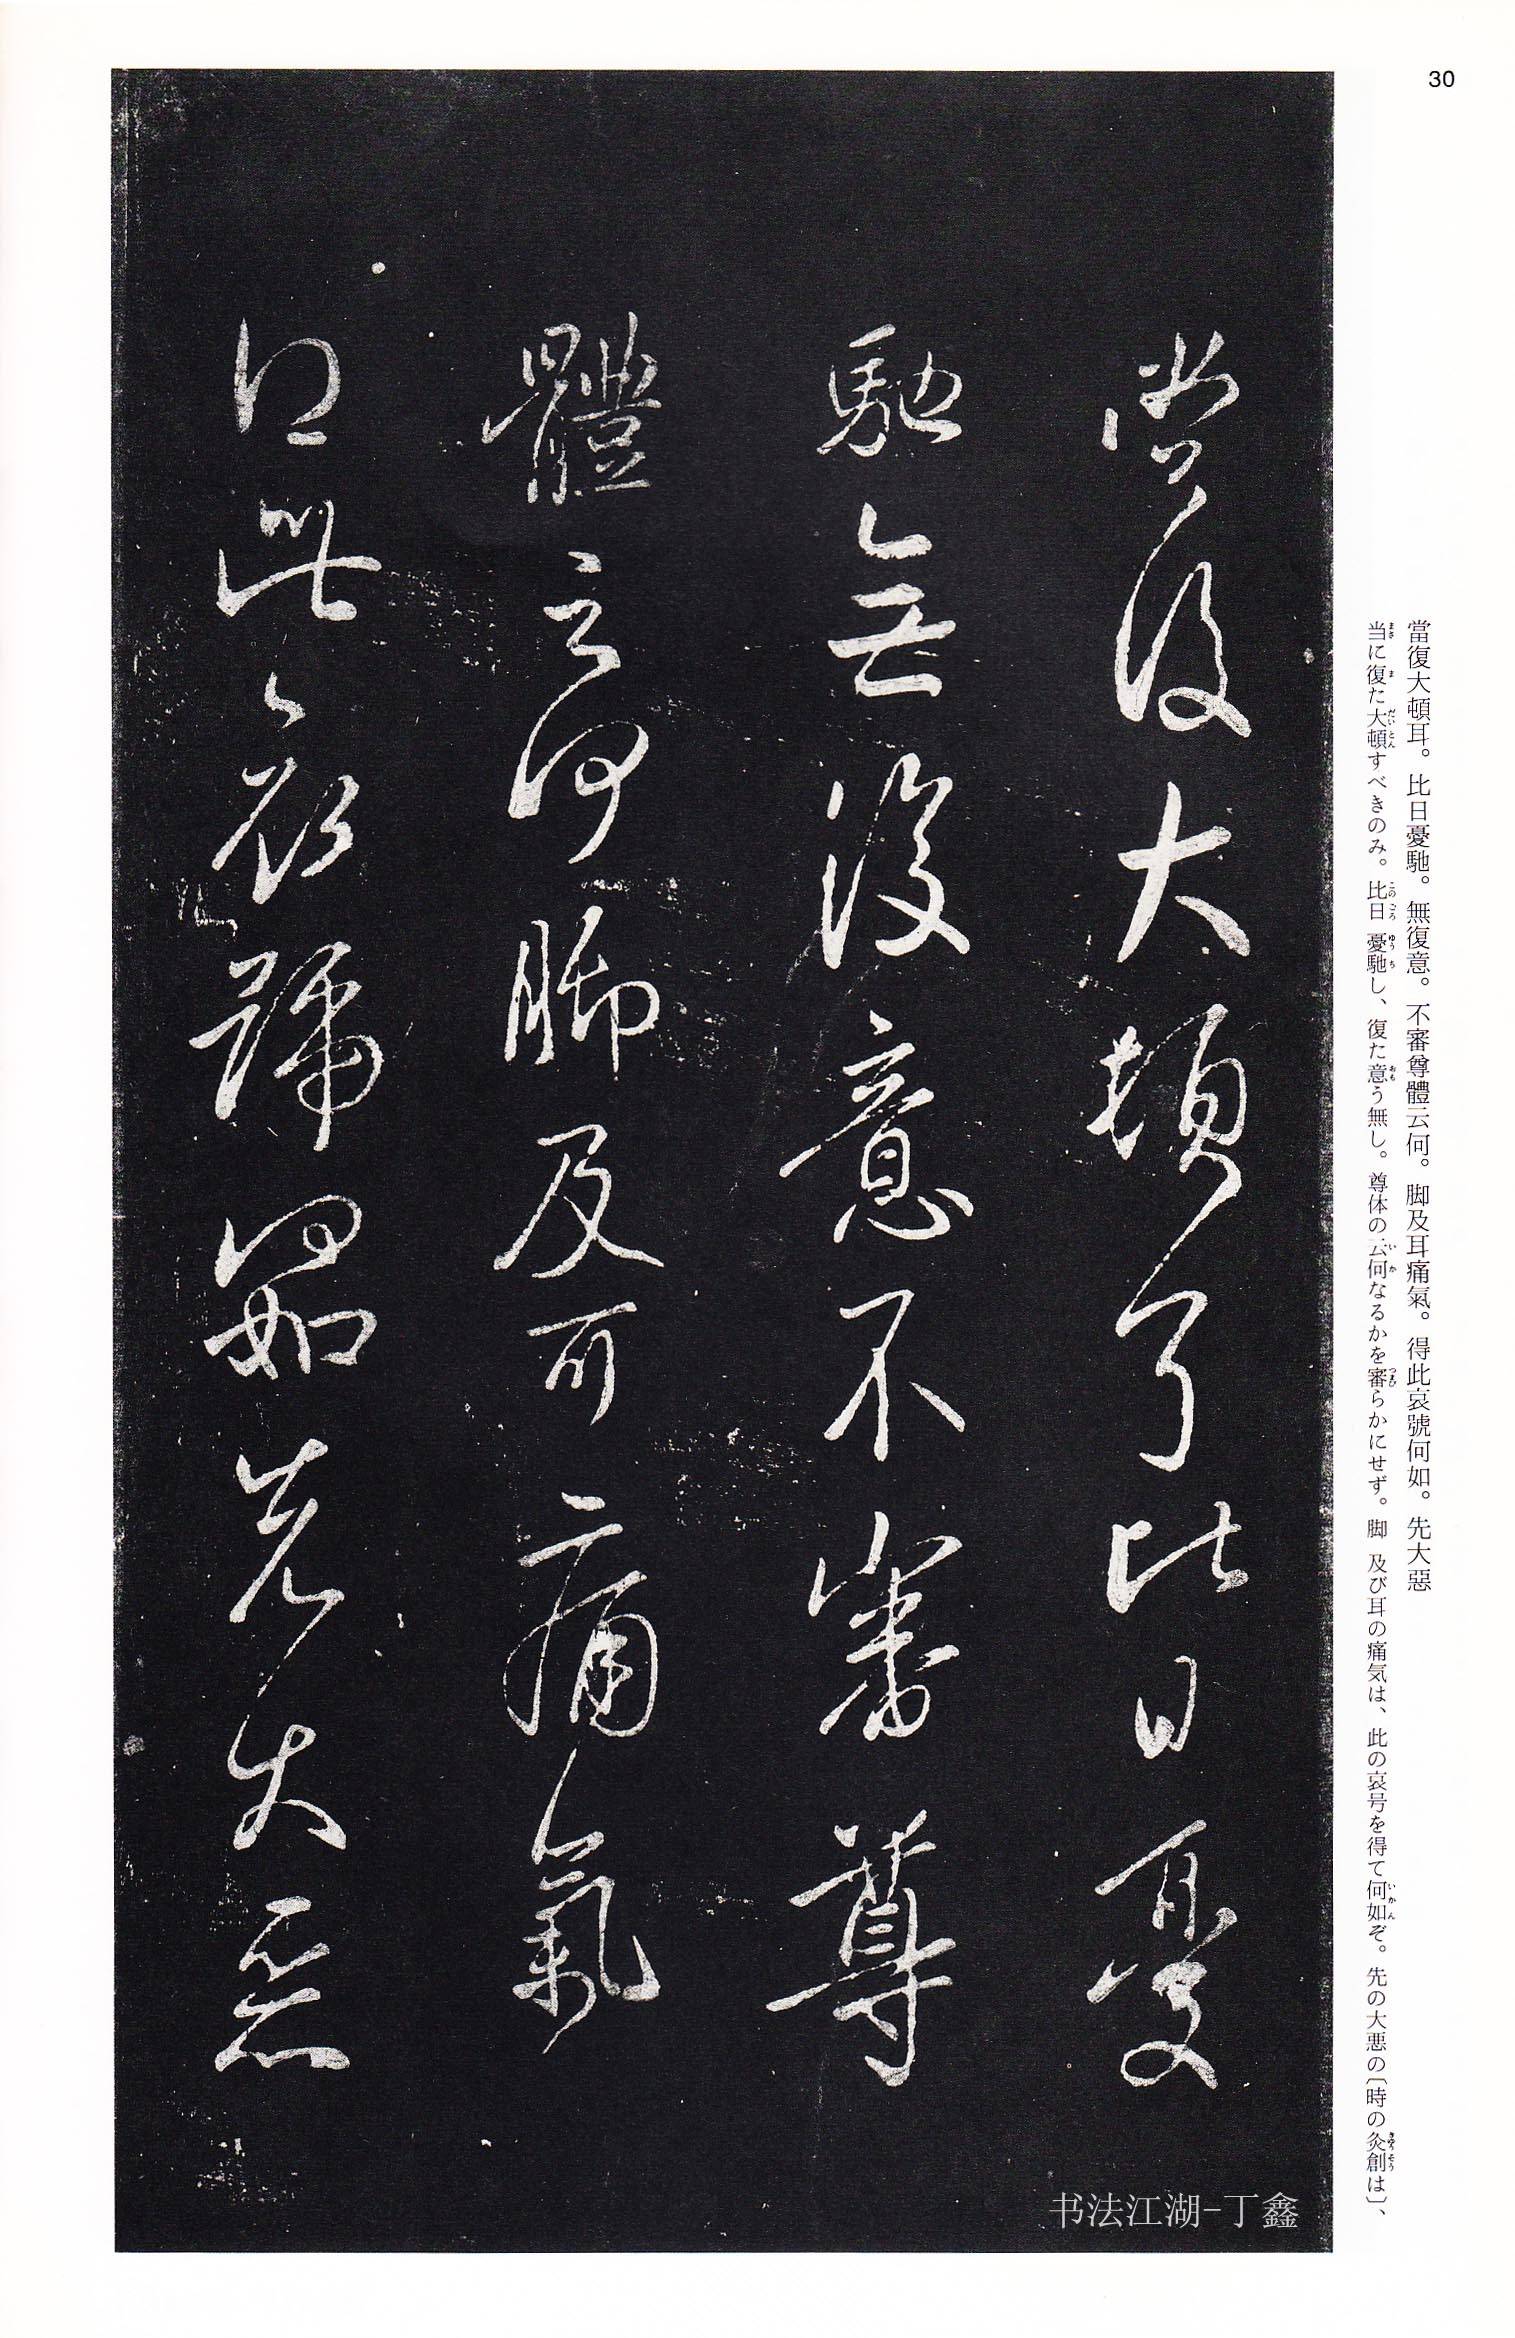 30
當復大頓耳。比日憂馳。無復意。不審尊體云何。脚及耳痛氣。得此哀號何如。先大惡
当に復た大頓すべきのみ。比日憂馳し、復た意う無し。尊体の云何なるかを審らかにせず。脚及び耳の痛気は、此の哀号を得て何如ぞ。先の大悪の〔時の灸創は〕、
當復大頓耳比日憂
馳無復意不審尊
體云何脚及耳痛氣
得此哀號何如先大惡
书法江湖-丁鑫